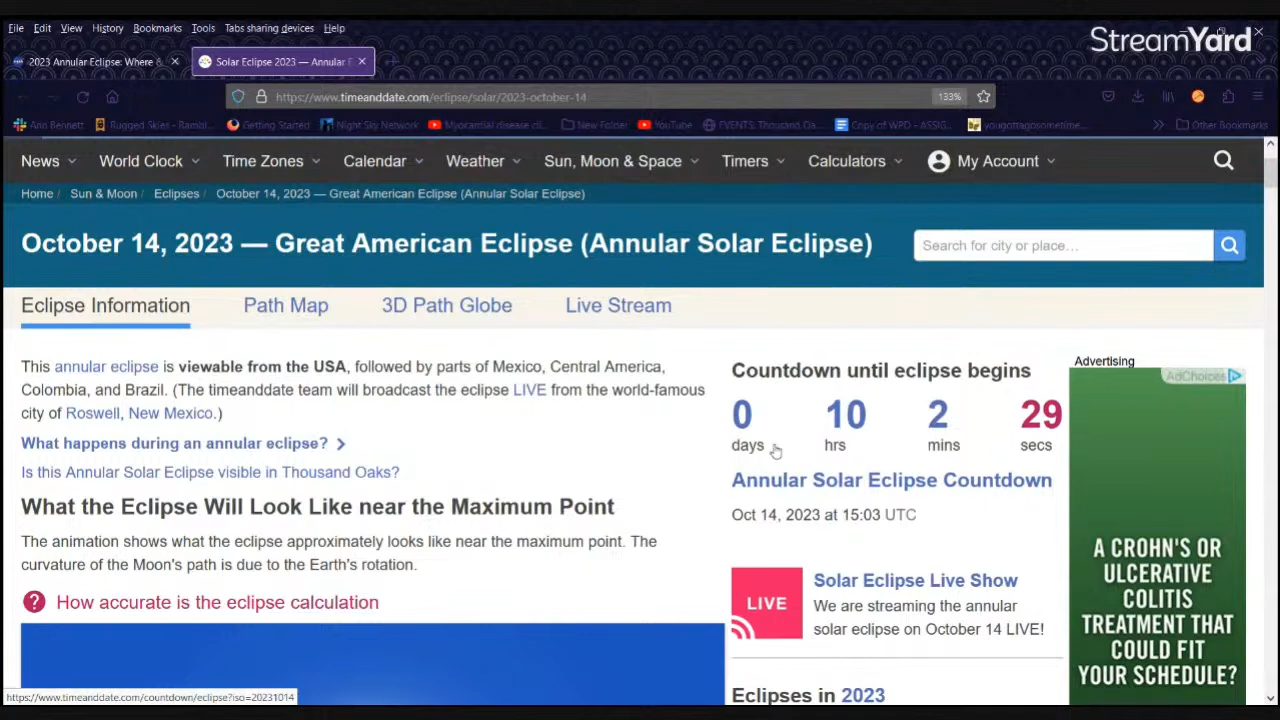 File Edit View History Bookmarks Tools Tabs sharing devices Help
StreamYard
2023 Annular Eclipse: Where &
Solar Eclipse 2023 — Annular E
https://www.timeanddate.com/eclipse/solar/2023-october-14
133%
Ann Bennett
Rugged Skies - Rambl...
Getting Started
Night Sky Network
Myocardial disease cli...
New Folder
YouTube
EVENTS: Thousand Oa...
Copy of WPD - ASSIG...
yougottagosometime...
Other Bookmarks
News World Clock Time Zones Calendar Weather Sun, Moon & Space Timers Calculators My Account
Home / Sun & Moon / Eclipses / October 14, 2023 — Great American Eclipse (Annular Solar Eclipse)
October 14, 2023 — Great American Eclipse (Annular Solar Eclipse)
Search for city or place...
Eclipse Information Path Map 3D Path Globe Live Stream
This annular eclipse is viewable from the USA, followed by parts of Mexico, Central America,
Colombia, and Brazil. (The timeanddate team will broadcast the eclipse LIVE from the world-famous
city of Roswell, New Mexico.)
What happens during an annular eclipse?
Is this Annular Solar Eclipse visible in Thousand Oaks?
What the Eclipse Will Look Like near the Maximum Point
The animation shows what the eclipse approximately looks like near the maximum point. The
curvature of the Moon's path is due to the Earth's rotation.
? How accurate is the eclipse calculation
Countdown until eclipse begins
0 10 2 29
days hrs mins secs
Annular Solar Eclipse Countdown
Oct 14, 2023 at 15:03 UTC
LIVE
Solar Eclipse Live Show
We are streaming the annular
solar eclipse on October 14 LIVE!
Eclipses in 2023
Advertising
AdChoices
A CROHN'S OR
ULCERATIVE
COLITIS
TREATMENT THAT
COULD FIT
YOUR SCHEDULE?
https://www.timeanddate.com/countdown/eclipse?iso=20231014